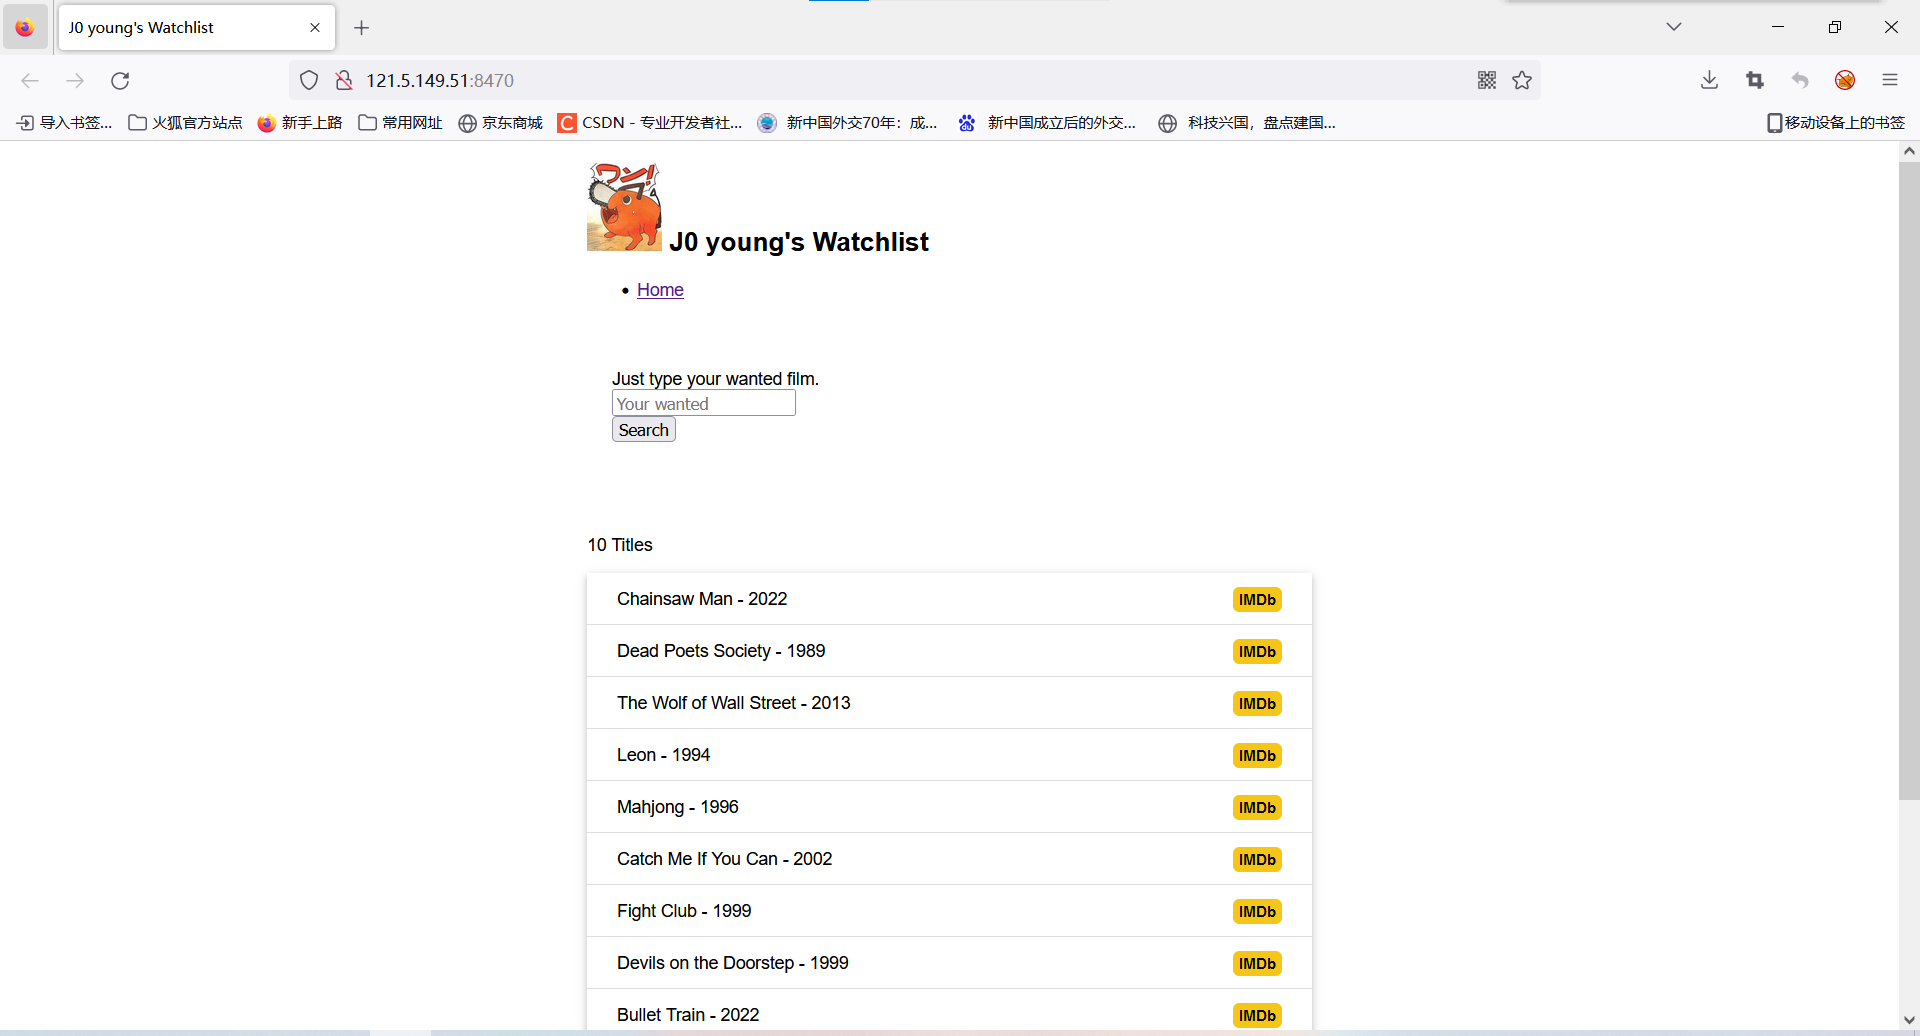 J0 young's Watchlist
121.5.149.51:8470
导入书签... 火狐官方站点 新手上路 常用网址 京东商城 CSDN - 专业开发者社... 新中国外交70年：成... 新中国成立后的外交... 科技兴国，盘点建国... 移动设备上的书签
ワン!
J0 young's Watchlist
Home
Just type your wanted film.
Your wanted
Search
10 Titles
Chainsaw Man - 2022 IMDb
Dead Poets Society - 1989 IMDb
The Wolf of Wall Street - 2013 IMDb
Leon - 1994 IMDb
Mahjong - 1996 IMDb
Catch Me If You Can - 2002 IMDb
Fight Club - 1999 IMDb
Devils on the Doorstep - 1999 IMDb
Bullet Train - 2022 IMDb